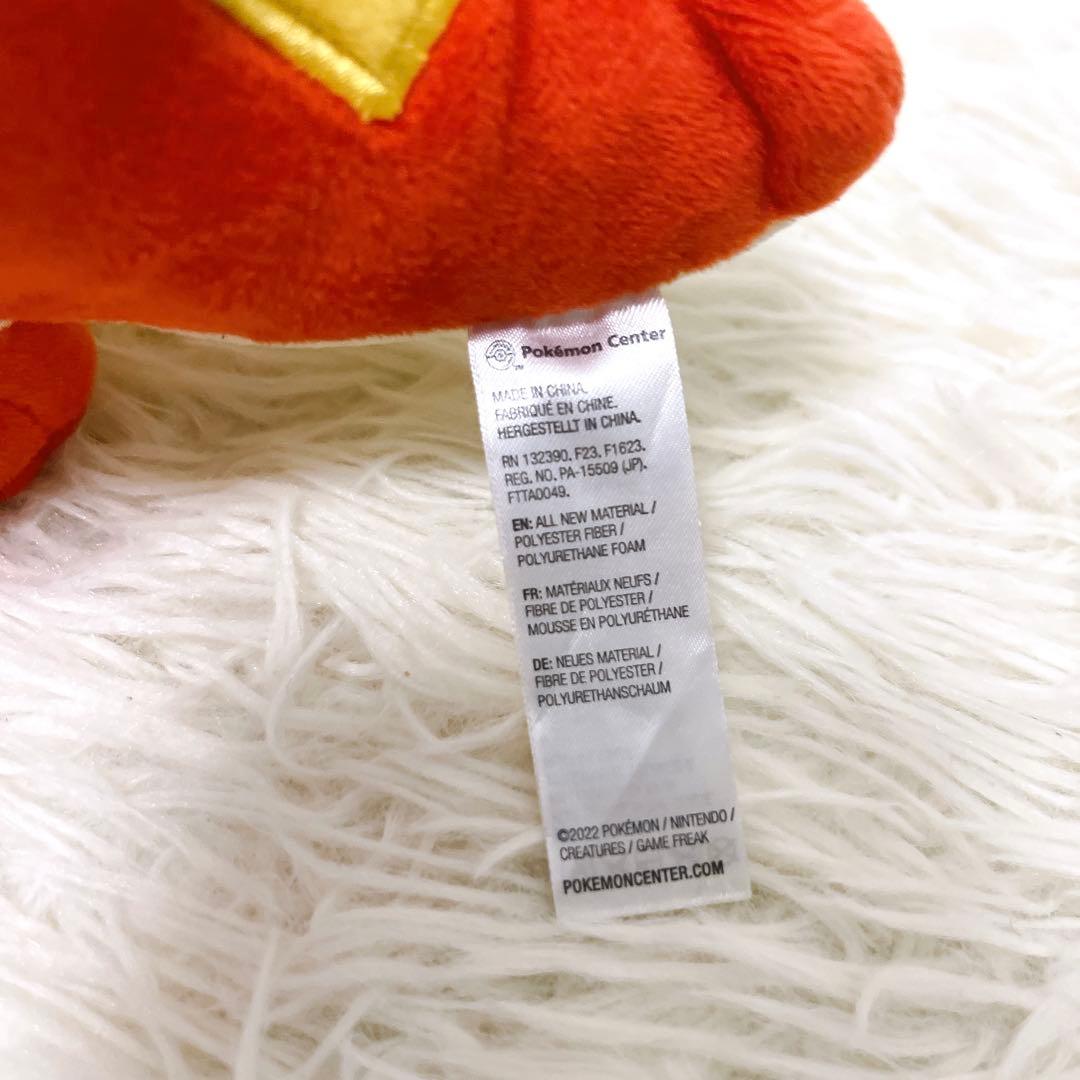 Pokémon Center
TM
MADE IN CHINA.
FABRIQUÉ EN CHINE.
HERGESTELLT IN CHINA.
RN 132390. F23. F1623.
REG. NO. PA-15509 (JP).
FTTA0049.
EN: ALL NEW MATERIAL /
POLYESTER FIBER /
POLYURETHANE FOAM
FR: MATÉRIAUX NEUFS /
FIBRE DE POLYESTER /
MOUSSE EN POLYURÉTHANE
DE: NEUES MATERIAL /
FIBRE DE POLYESTER /
POLYURETHANSCHAUM
©2022 POKÉMON / NINTENDO /
CREATURES / GAME FREAK
POKEMONCENTER.COM